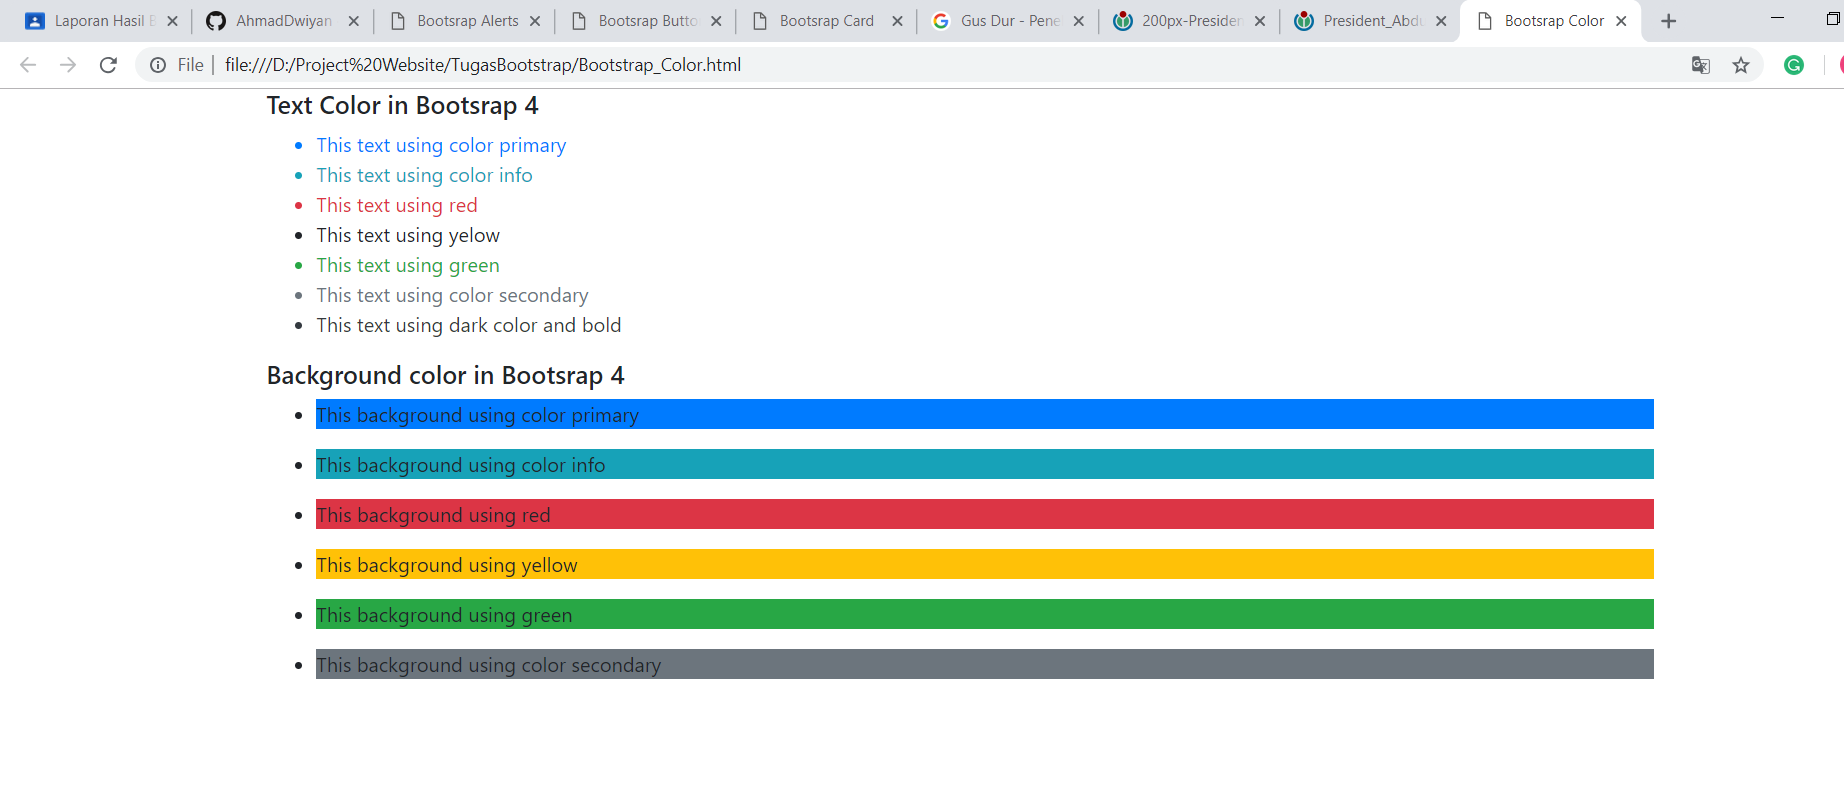 Laporan Hasil B
AhmadDwiyan
Bootsrap Alerts
Bootsrap Butto
Bootsrap Card
Gus Dur - Pene
200px-Presiden
President_Abdu
Bootsrap Color
File
file:///D:/Project%20Website/TugasBootstrap/Bootstrap_Color.html
Text Color in Bootsrap 4
This text using color primary
This text using color info
This text using red
This text using yelow
This text using green
This text using color secondary
This text using dark color and bold
Background color in Bootsrap 4
This background using color primary
This background using color info
This background using red
This background using yellow
This background using green
This background using color secondary